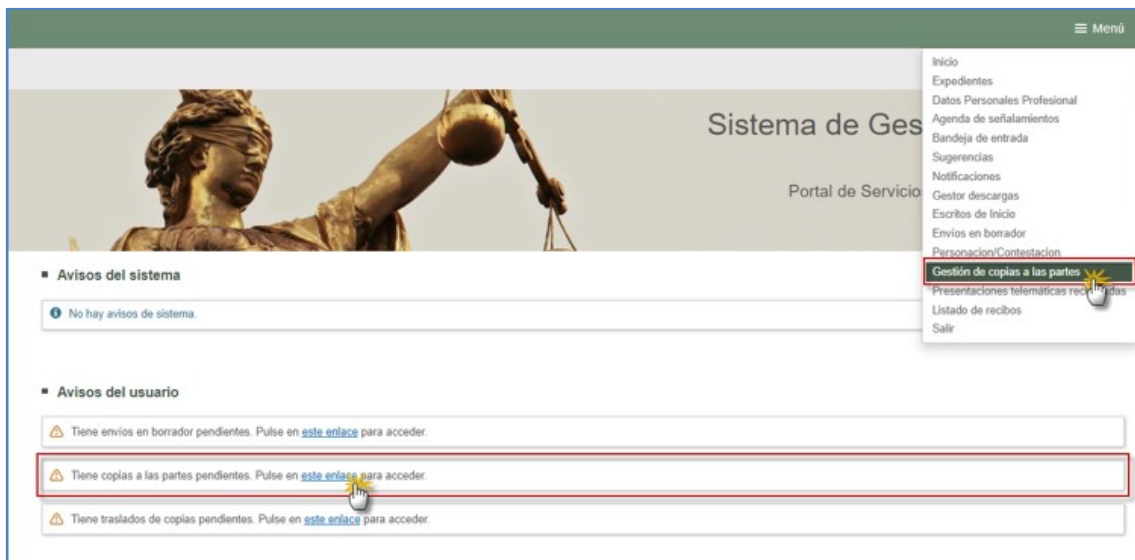 Menú
Inicio
Expedientes
Datos Personales Profesional
Agenda de señalamientos
Bandeja de entrada
Sugerencias
Notificaciones
Gestor descargas
Escritos de Inicio
Envíos en borrador
Personacion/Contestacion
Gestión de copias a las partes
Presentaciones telemáticas
Listado de recibos
Salir
Sistema de Ges
Portal de Servicio
Avisos del sistema
No hay avisos de sistema.
Avisos del usuario
Tiene envíos en borrador pendientes. Pulse en este enlace para acceder.
Tiene copias a las partes pendientes. Pulse en este enlace para acceder.
Tiene traslados de copias pendientes. Pulse en este enlace para acceder.